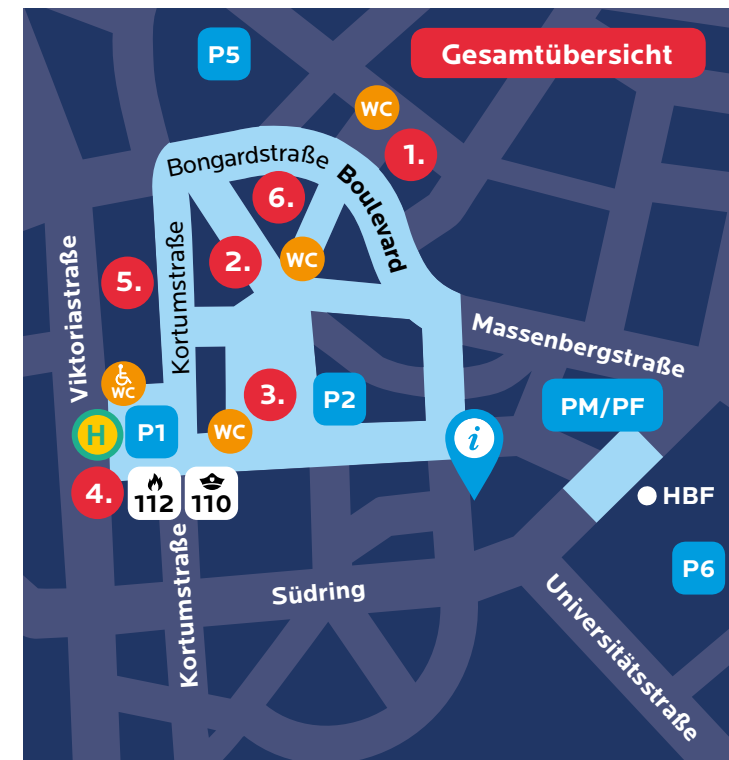 P5
Gesamtübersicht
WC
1.
Bongardstraße
Boulevard
6.
2.
WC
Kortumstraße
5.
Viktoriastraße
Massenbergstraße
WC
3.
P2
PM/PF
H
P1
WC
i
4.
112
110
HBF
Kortumstraße
Südring
P6
Universitätsstraße